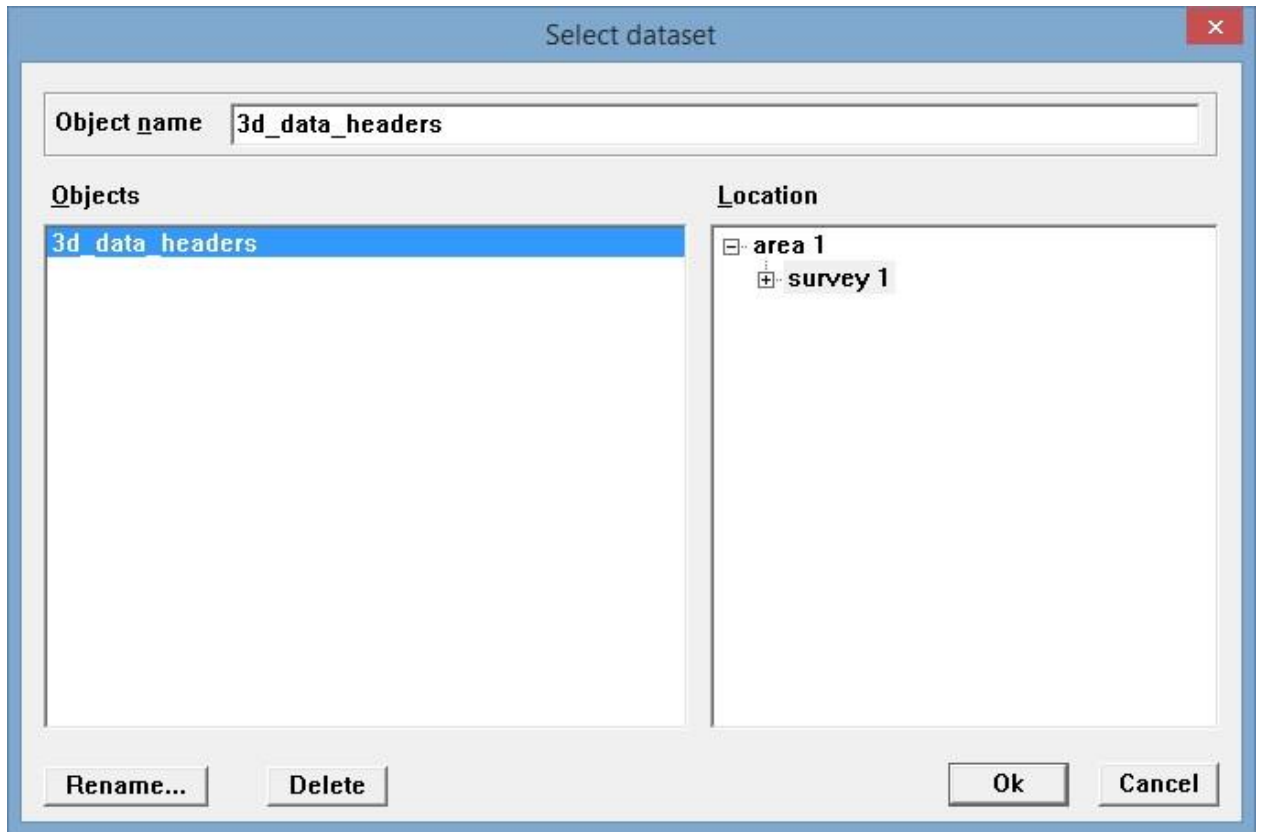 Select dataset
Object name 3d_data_headers
Objects
3d_data_headers
Location
area 1
survey 1
Rename... Delete Ok Cancel